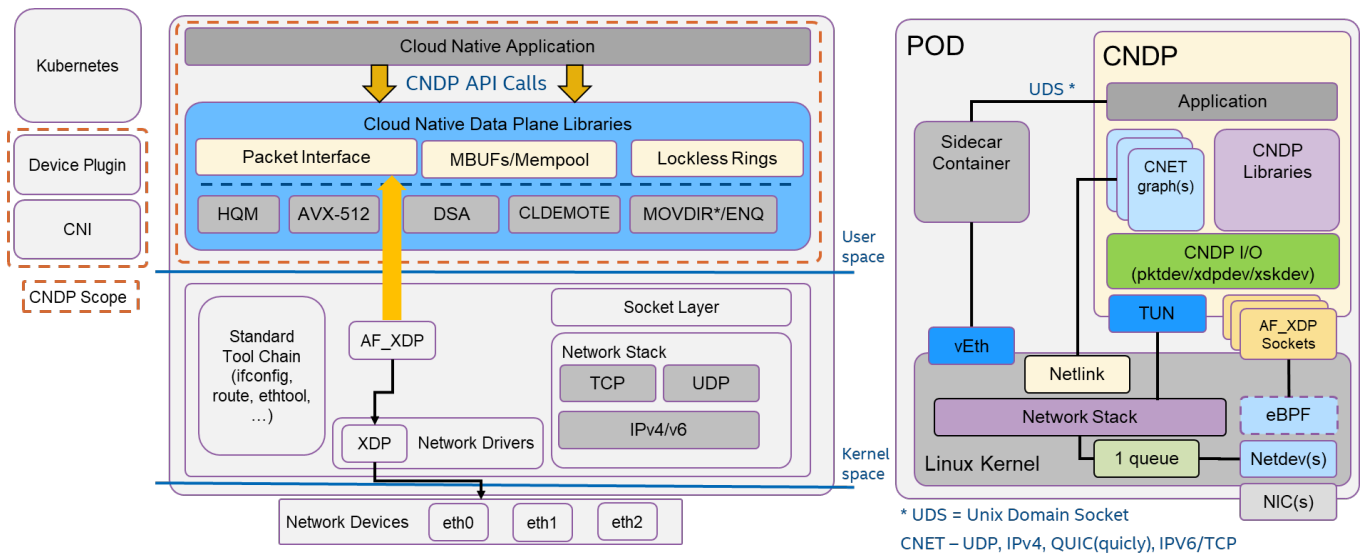 Kubernetes
Device Plugin
CNI
CNDP Scope
Cloud Native Application
CNDP API Calls
Cloud Native Data Plane Libraries
Packet Interface
MBUFs/Mempool
Lockless Rings
HQM
AVX-512
DSA
CLDEMOTE
MOVDIR*/ENQ
User
space
Standard
Tool Chain
(ifconfig,
route, ethtool,
…)
AF_XDP
XDP
Network Drivers
Socket Layer
Network Stack
TCP
UDP
IPv4/v6
Kernel
space
Network Devices
eth0
eth1
eth2
POD
CNDP
UDS *
Application
Sidecar
Container
CNET
graph(s)
CNDP
Libraries
CNDP I/O
(pktdev/xdpdev/xskdev)
TUN
AF_XDP
Sockets
vEth
Netlink
Network Stack
eBPF
Linux Kernel
1 queue
Netdev(s)
NIC(s)
* UDS = Unix Domain Socket
CNET – UDP, IPv4, QUIC(quicly), IPV6/TCP